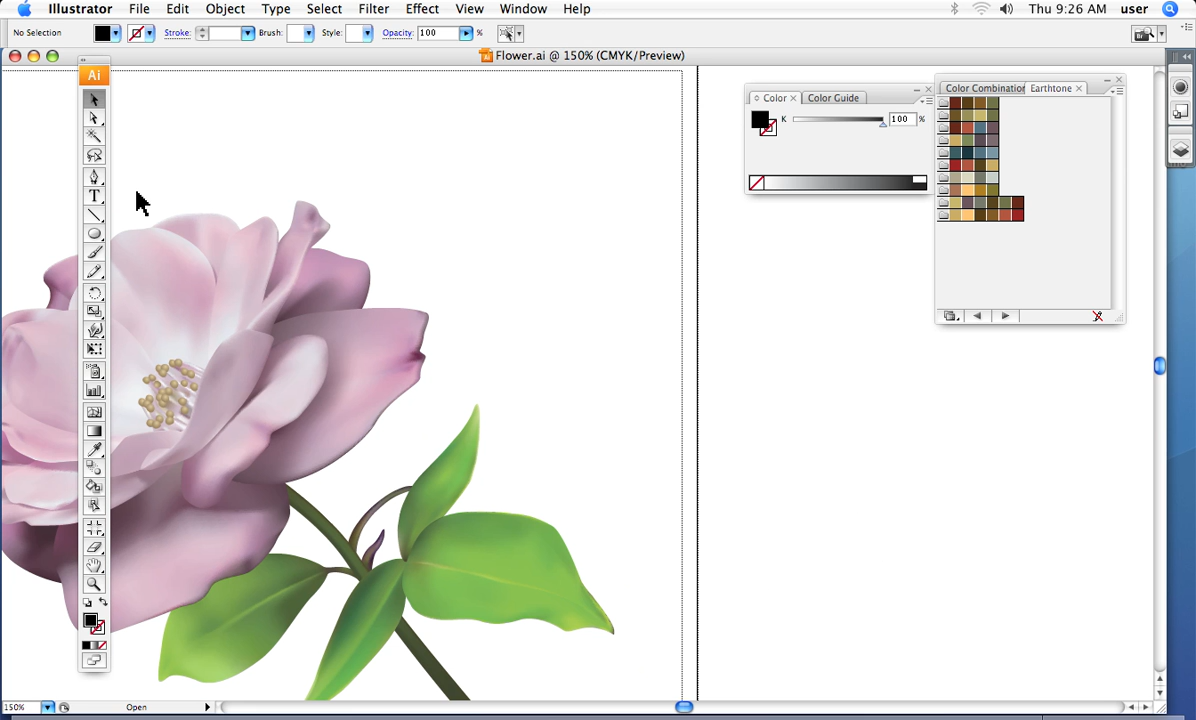 Illustrator File Edit Object Type Select Filter Effect View Window Help Thu 9:26 AM user
No Selection Stroke: Brush: Style: Opacity: 100 %
Flower.ai @ 150% (CMYK/Preview)
Ai
Color × Color Guide
K 100 %
Color Combination Earthtone ×
T
150% Open